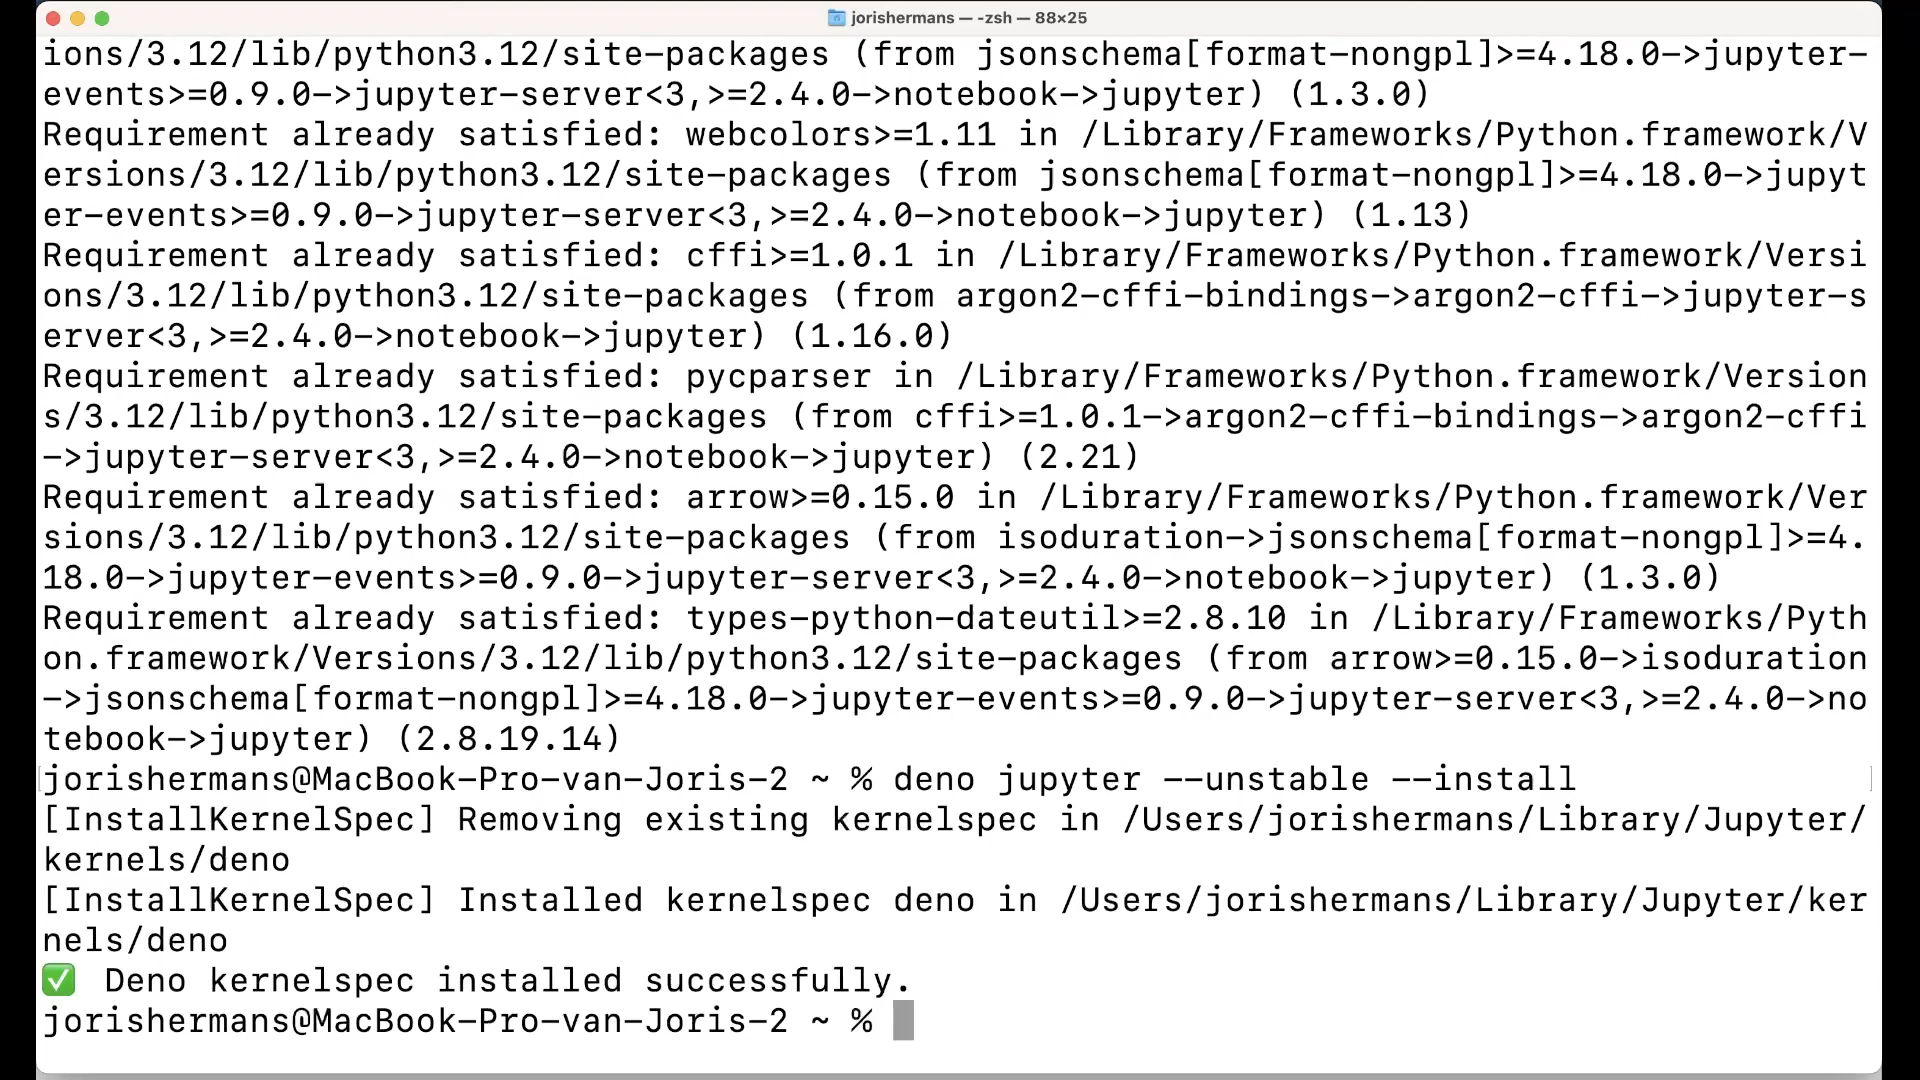 jorishermans — -zsh — 88×25
ions/3.12/lib/python3.12/site-packages (from jsonschema[format-nongpl]>=4.18.0->jupyter-
events>=0.9.0->jupyter-server<3,>=2.4.0->notebook->jupyter) (1.3.0)
Requirement already satisfied: webcolors>=1.11 in /Library/Frameworks/Python.framework/V
ersions/3.12/lib/python3.12/site-packages (from jsonschema[format-nongpl]>=4.18.0->jupyt
er-events>=0.9.0->jupyter-server<3,>=2.4.0->notebook->jupyter) (1.13)
Requirement already satisfied: cffi>=1.0.1 in /Library/Frameworks/Python.framework/Versi
ons/3.12/lib/python3.12/site-packages (from argon2-cffi-bindings->argon2-cffi->jupyter-s
erver<3,>=2.4.0->notebook->jupyter) (1.16.0)
Requirement already satisfied: pycparser in /Library/Frameworks/Python.framework/Version
s/3.12/lib/python3.12/site-packages (from cffi>=1.0.1->argon2-cffi-bindings->argon2-cffi
->jupyter-server<3,>=2.4.0->notebook->jupyter) (2.21)
Requirement already satisfied: arrow>=0.15.0 in /Library/Frameworks/Python.framework/Ver
sions/3.12/lib/python3.12/site-packages (from isoduration->jsonschema[format-nongpl]>=4.
18.0->jupyter-events>=0.9.0->jupyter-server<3,>=2.4.0->notebook->jupyter) (1.3.0)
Requirement already satisfied: types-python-dateutil>=2.8.10 in /Library/Frameworks/Pyth
on.framework/Versions/3.12/lib/python3.12/site-packages (from arrow>=0.15.0->isoduration
->jsonschema[format-nongpl]>=4.18.0->jupyter-events>=0.9.0->jupyter-server<3,>=2.4.0->no
tebook->jupyter) (2.8.19.14)
jorishermans@MacBook-Pro-van-Joris-2 ~ % deno jupyter --unstable --install
[InstallKernelSpec] Removing existing kernelspec in /Users/jorishermans/Library/Jupyter/
kernels/deno
[InstallKernelSpec] Installed kernelspec deno in /Users/jorishermans/Library/Jupyter/ker
nels/deno
✅ Deno kernelspec installed successfully.
jorishermans@MacBook-Pro-van-Joris-2 ~ %